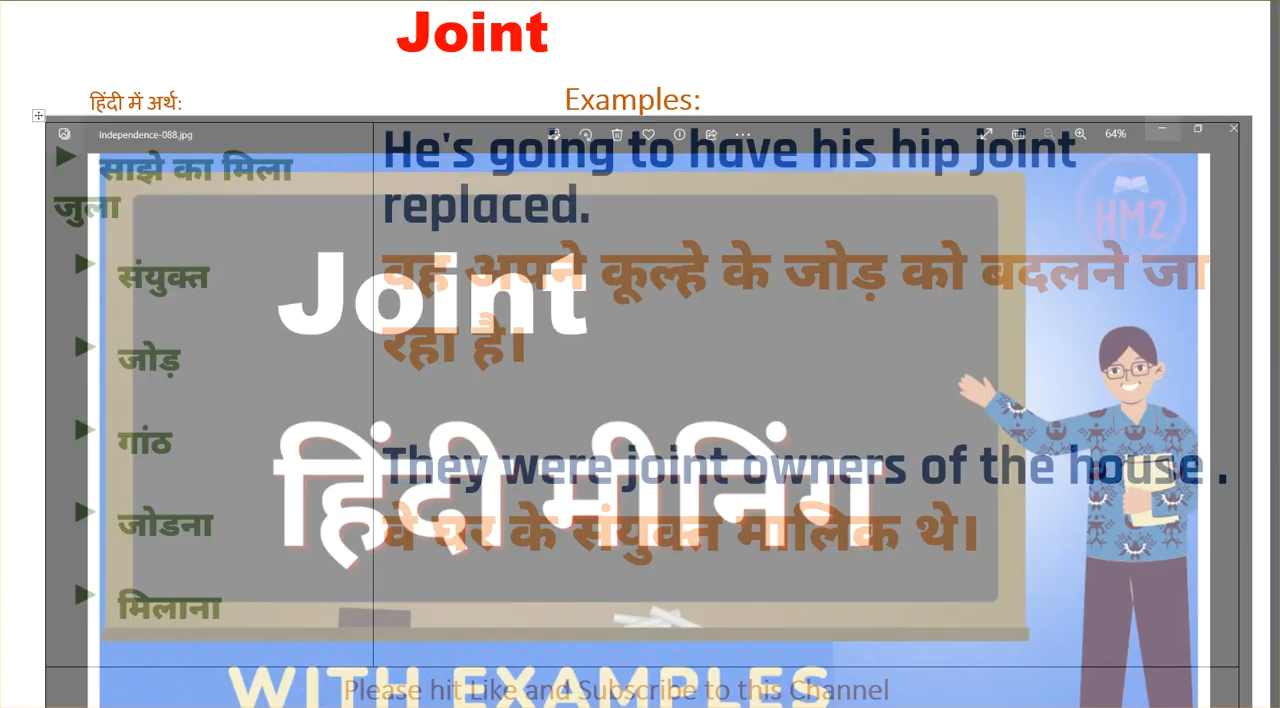 Joint
हिंदी में अर्थ:
Examples:
Independence-088.jpg
64%
साझे का मिला
जुला
संयुक्त
जोड़
गांठ
जोडना
मिलाना
He's going to have his hip joint
replaced.
वह अपने कूल्हे के जोड़ को बदलने जा
रहा है।
They were joint owners of the house .
वे घर के संयुक्त मालिक थे।
HM2
Joint
हिंदी मीनिंग
WITH EXAMPLES
Please hit Like and Subscribe to this Channel